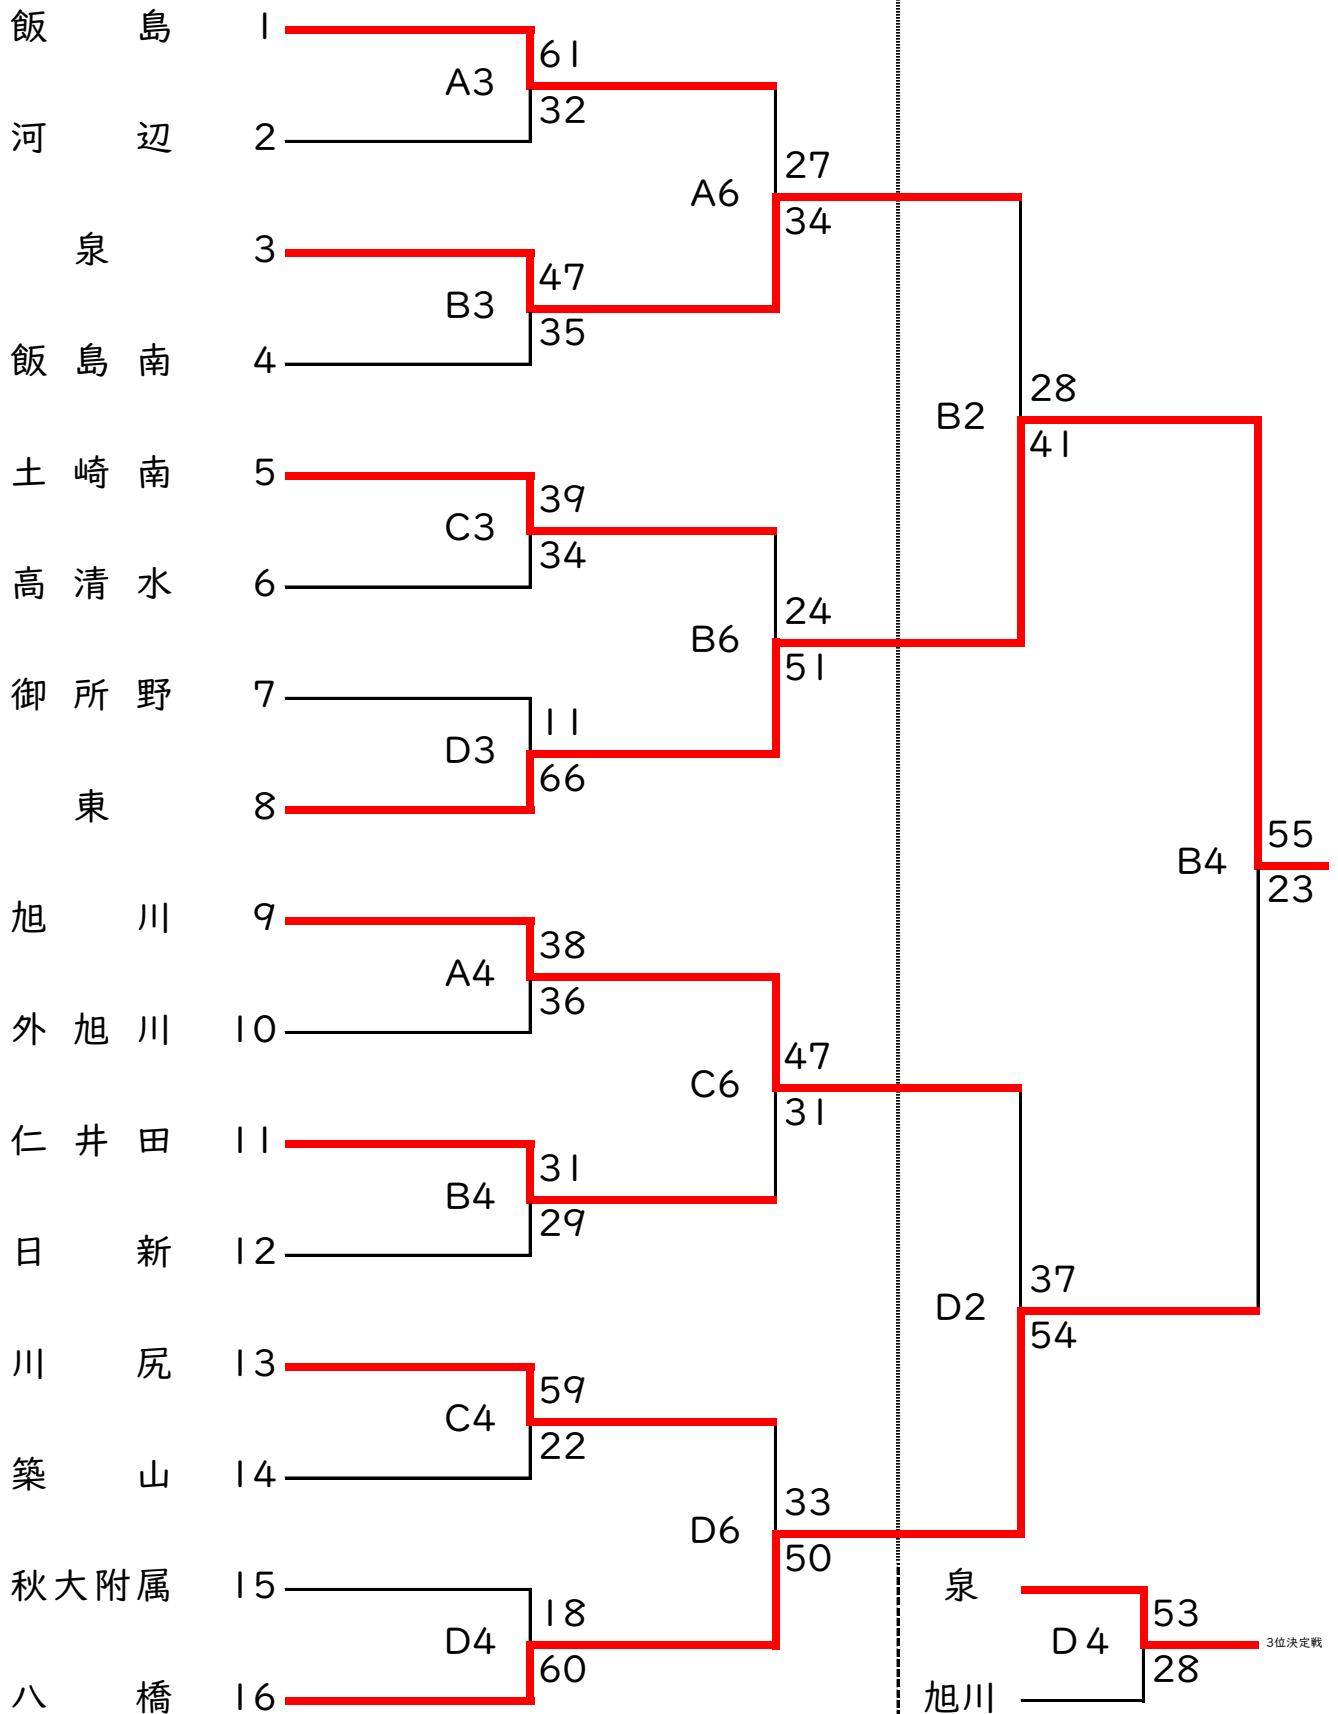 飯島 1
61
A3
32
河辺 2
27
A6
34
泉 3
47
B3
35
飯島南 4
28
B2
41
土崎南 5
39
C3
34
高清水 6
24
B6
51
御所野 7
11
D3
66
東 8
55
B4
23
旭川 9
38
A4
36
外旭川 10
47
C6
31
仁井田 11
31
B4
29
日新 12
37
D2
54
川尻 13
59
C4
22
築山 14
33
D6
50
秋大附属 15
18
D4
60
八橋 16
泉
53
D4
3位決定戦
28
旭川